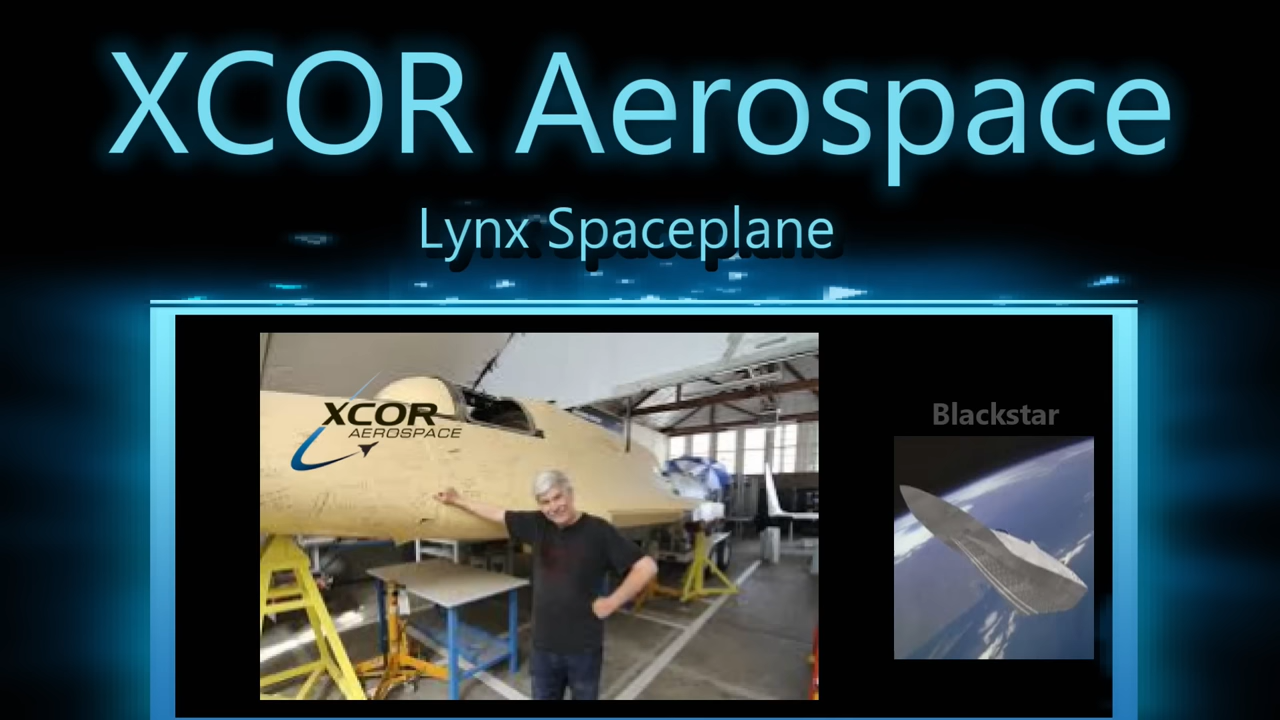 XCOR Aerospace
Lynx Spaceplane
XCOR
AEROSPACE
Blackstar